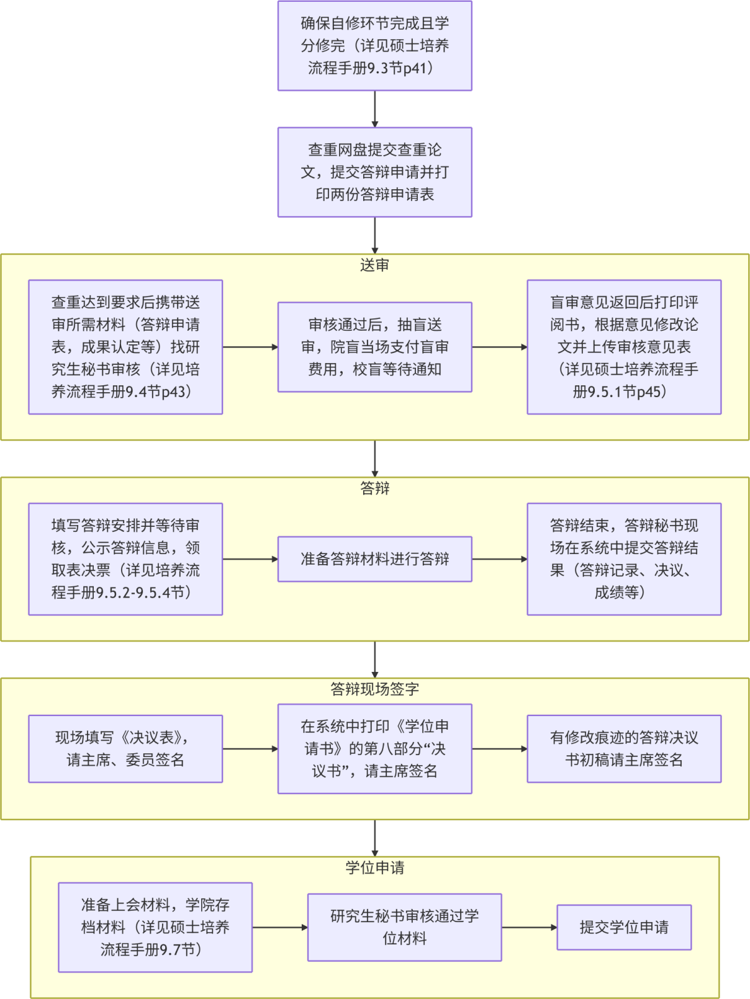 确保自修环节完成且学
分修完（详见硕士培养
流程手册9.3节p41）
查重网盘提交查重论
文，提交答辩申请并打
印两份答辩申请表
送审
查重达到要求后携带送
审所需材料（答辩申请
表，成果认定等）找研
究生秘书审核（详见培
养流程手册9.4节p43）
审核通过后，抽盲送
审，院盲当场支付盲审
费用，校盲等待通知
盲审意见返回后打印评
阅书，根据意见修改论
文并上传审核意见表
（详见硕士培养流程手
册9.5.1节p45）
答辩
填写答辩安排并等待审
核，公示答辩信息，领
取表决票（详见培养流
程手册9.5.2-9.5.4节）
准备答辩材料进行答辩
答辩结束，答辩秘书现
场在系统中提交答辩结
果（答辩记录、决议、
成绩等）
答辩现场签字
现场填写《决议表》，
请主席、委员签名
在系统中打印《学位申
请书》的第八部分“决
议书”，请主席签名
有修改痕迹的答辩决议
书初稿请主席签名
学位申请
准备上会材料，学院存
档材料（详见硕士培养
流程手册9.7节）
研究生秘书审核通过学
位材料
提交学位申请